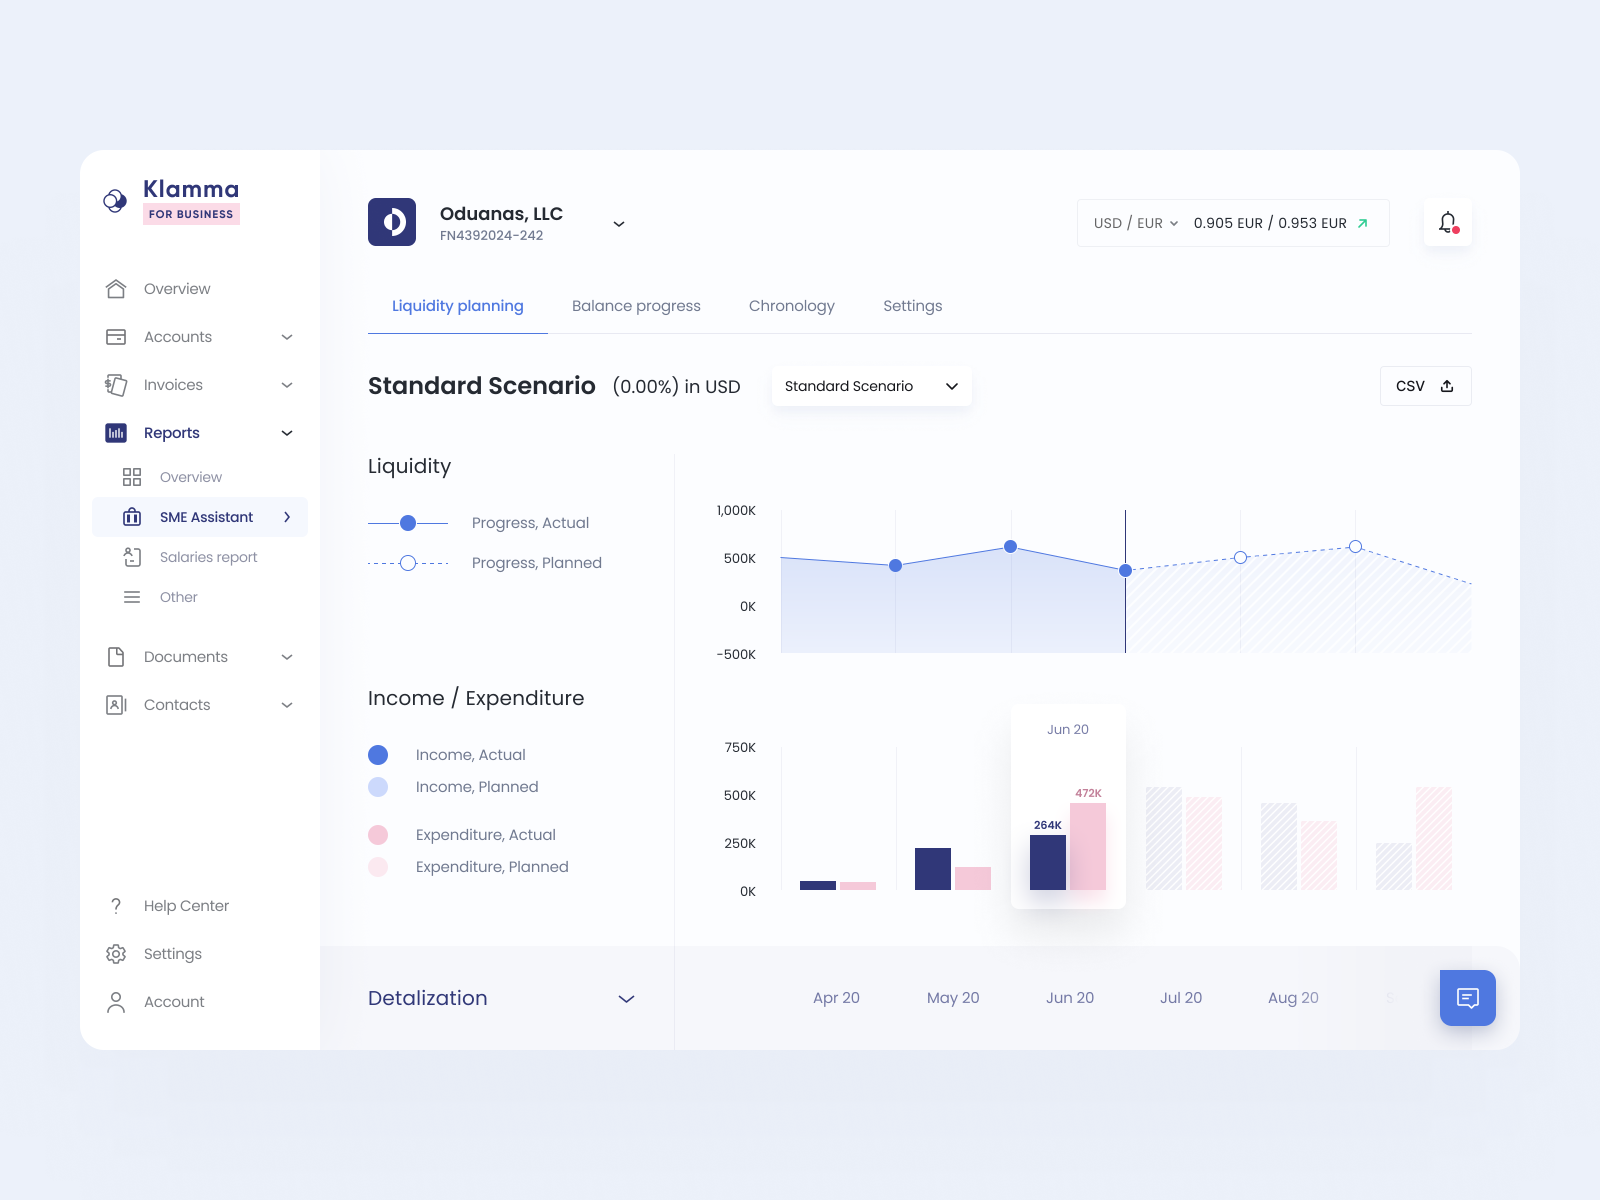 Klamma
FOR BUSINESS
Overview
Accounts
Invoices
Reports
Overview
SME Assistant
Salaries report
Other
Documents
Contacts
Help Center
Settings
Account
Oduanas, LLC
FN4392024-242
USD / EUR
0.905 EUR / 0.953 EUR
Liquidity planning
Balance progress
Chronology
Settings
Standard Scenario (0.00%) in USD
Standard Scenario
CSV
Liquidity
Progress, Actual
Progress, Planned
1,000K
500K
0K
-500K
Income / Expenditure
Income, Actual
Income, Planned
Expenditure, Actual
Expenditure, Planned
750K
500K
250K
0K
Jun 20
264K
472K
Detalization
Apr 20
May 20
Jun 20
Jul 20
Aug 20